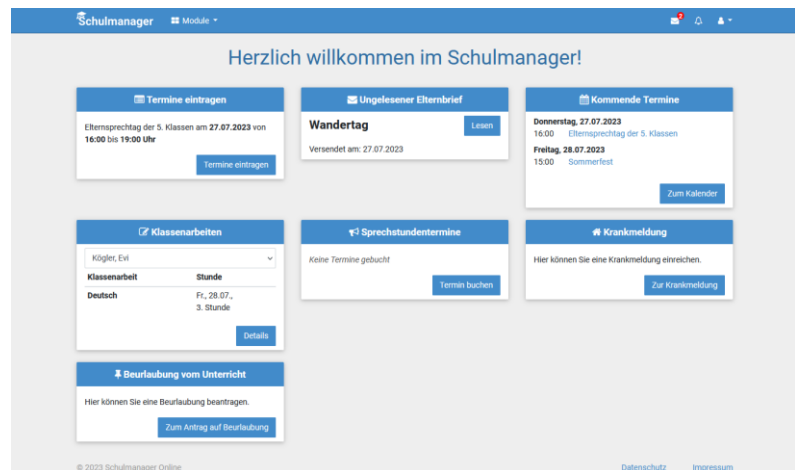 Schulmanager
Module
2
Herzlich willkommen im Schulmanager!
Termine eintragen
Elternsprechtag der 5. Klassen am 27.07.2023 von
16:00 bis 19:00 Uhr
Termine eintragen
Ungelesener Elternbrief
Wandertag
Lesen
Versendet am: 27.07.2023
Kommende Termine
Donnerstag, 27.07.2023
16:00 Elternsprechtag der 5. Klassen
Freitag, 28.07.2023
15:00 Sommerfest
Zum Kalender
Klassenarbeiten
Kögler, Evi
Klassenarbeit Stunde
Deutsch Fr., 28.07.,
3. Stunde
Details
Sprechstundentermine
Keine Termine gebucht
Termin buchen
Krankmeldung
Hier können Sie eine Krankmeldung einreichen.
Zur Krankmeldung
Beurlaubung vom Unterricht
Hier können Sie eine Beurlaubung beantragen.
Zum Antrag auf Beurlaubung
© 2023 Schulmanager Online
Datenschutz Impressum